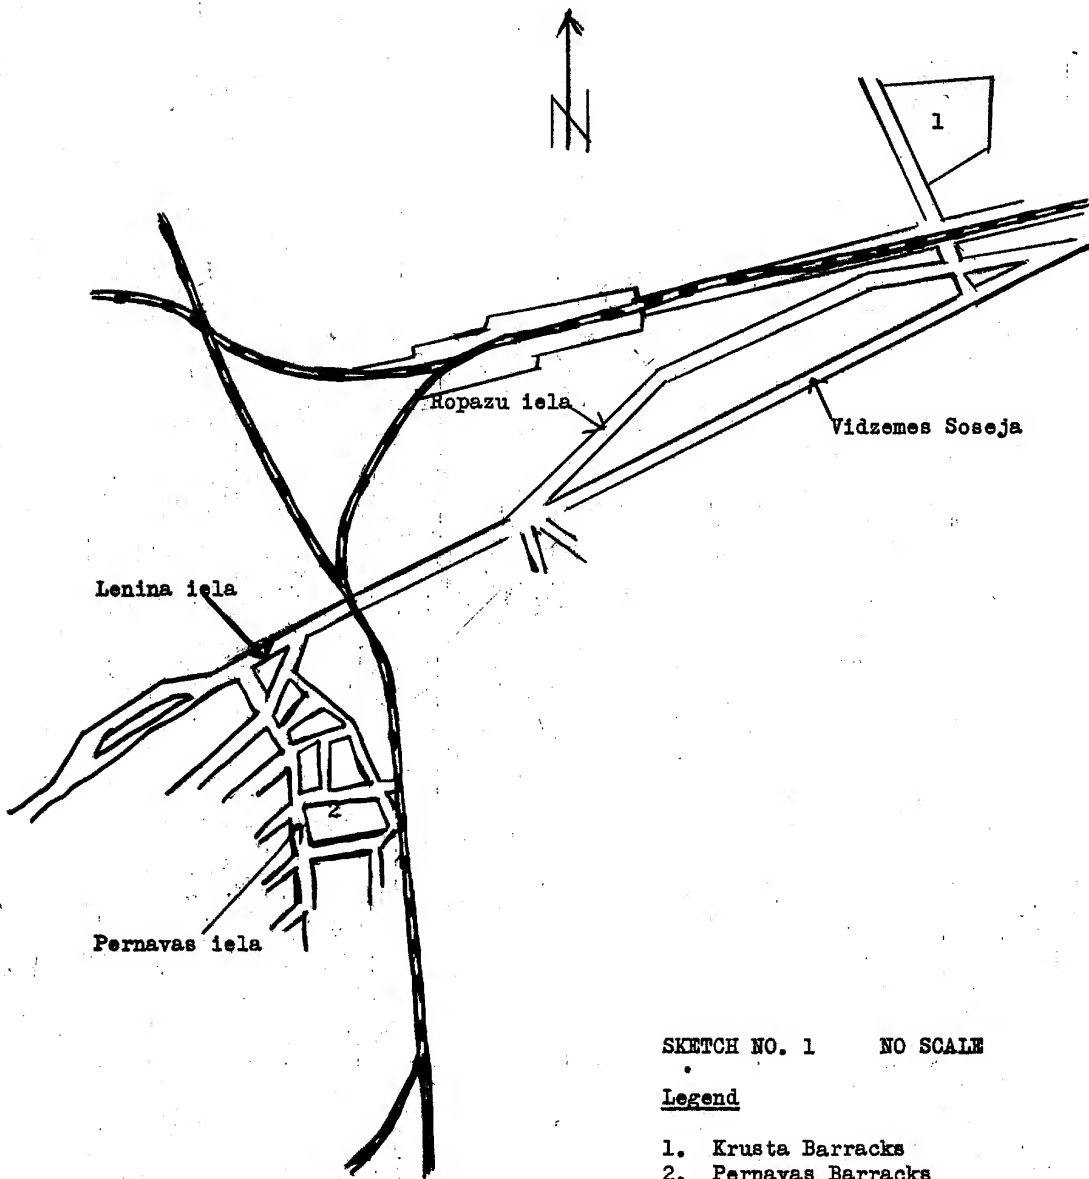 N
1
Ropazu iela
Vidzemes Soseja
Lenina iela
2
Pernavas iela
SKETCH NO. 1 NO SCALE
Legend
1. Krusta Barracks
2. Pernavas Barracks